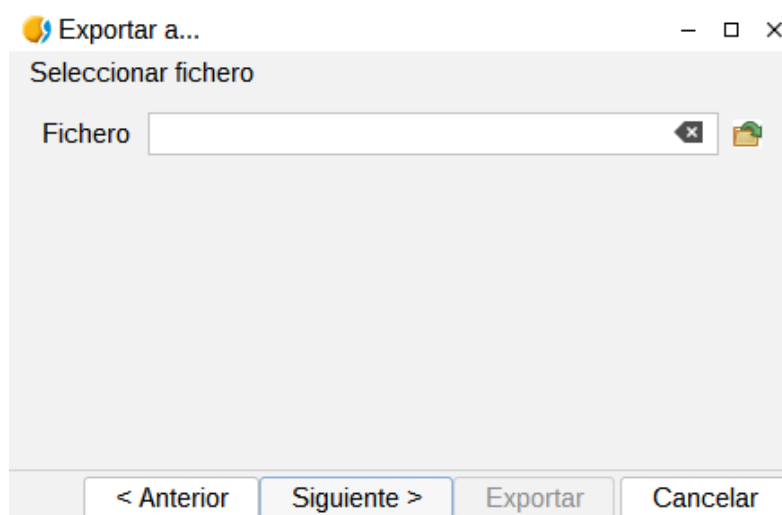 Exportar a...
Seleccionar fichero
Fichero
< Anterior Siguiente > Exportar Cancelar